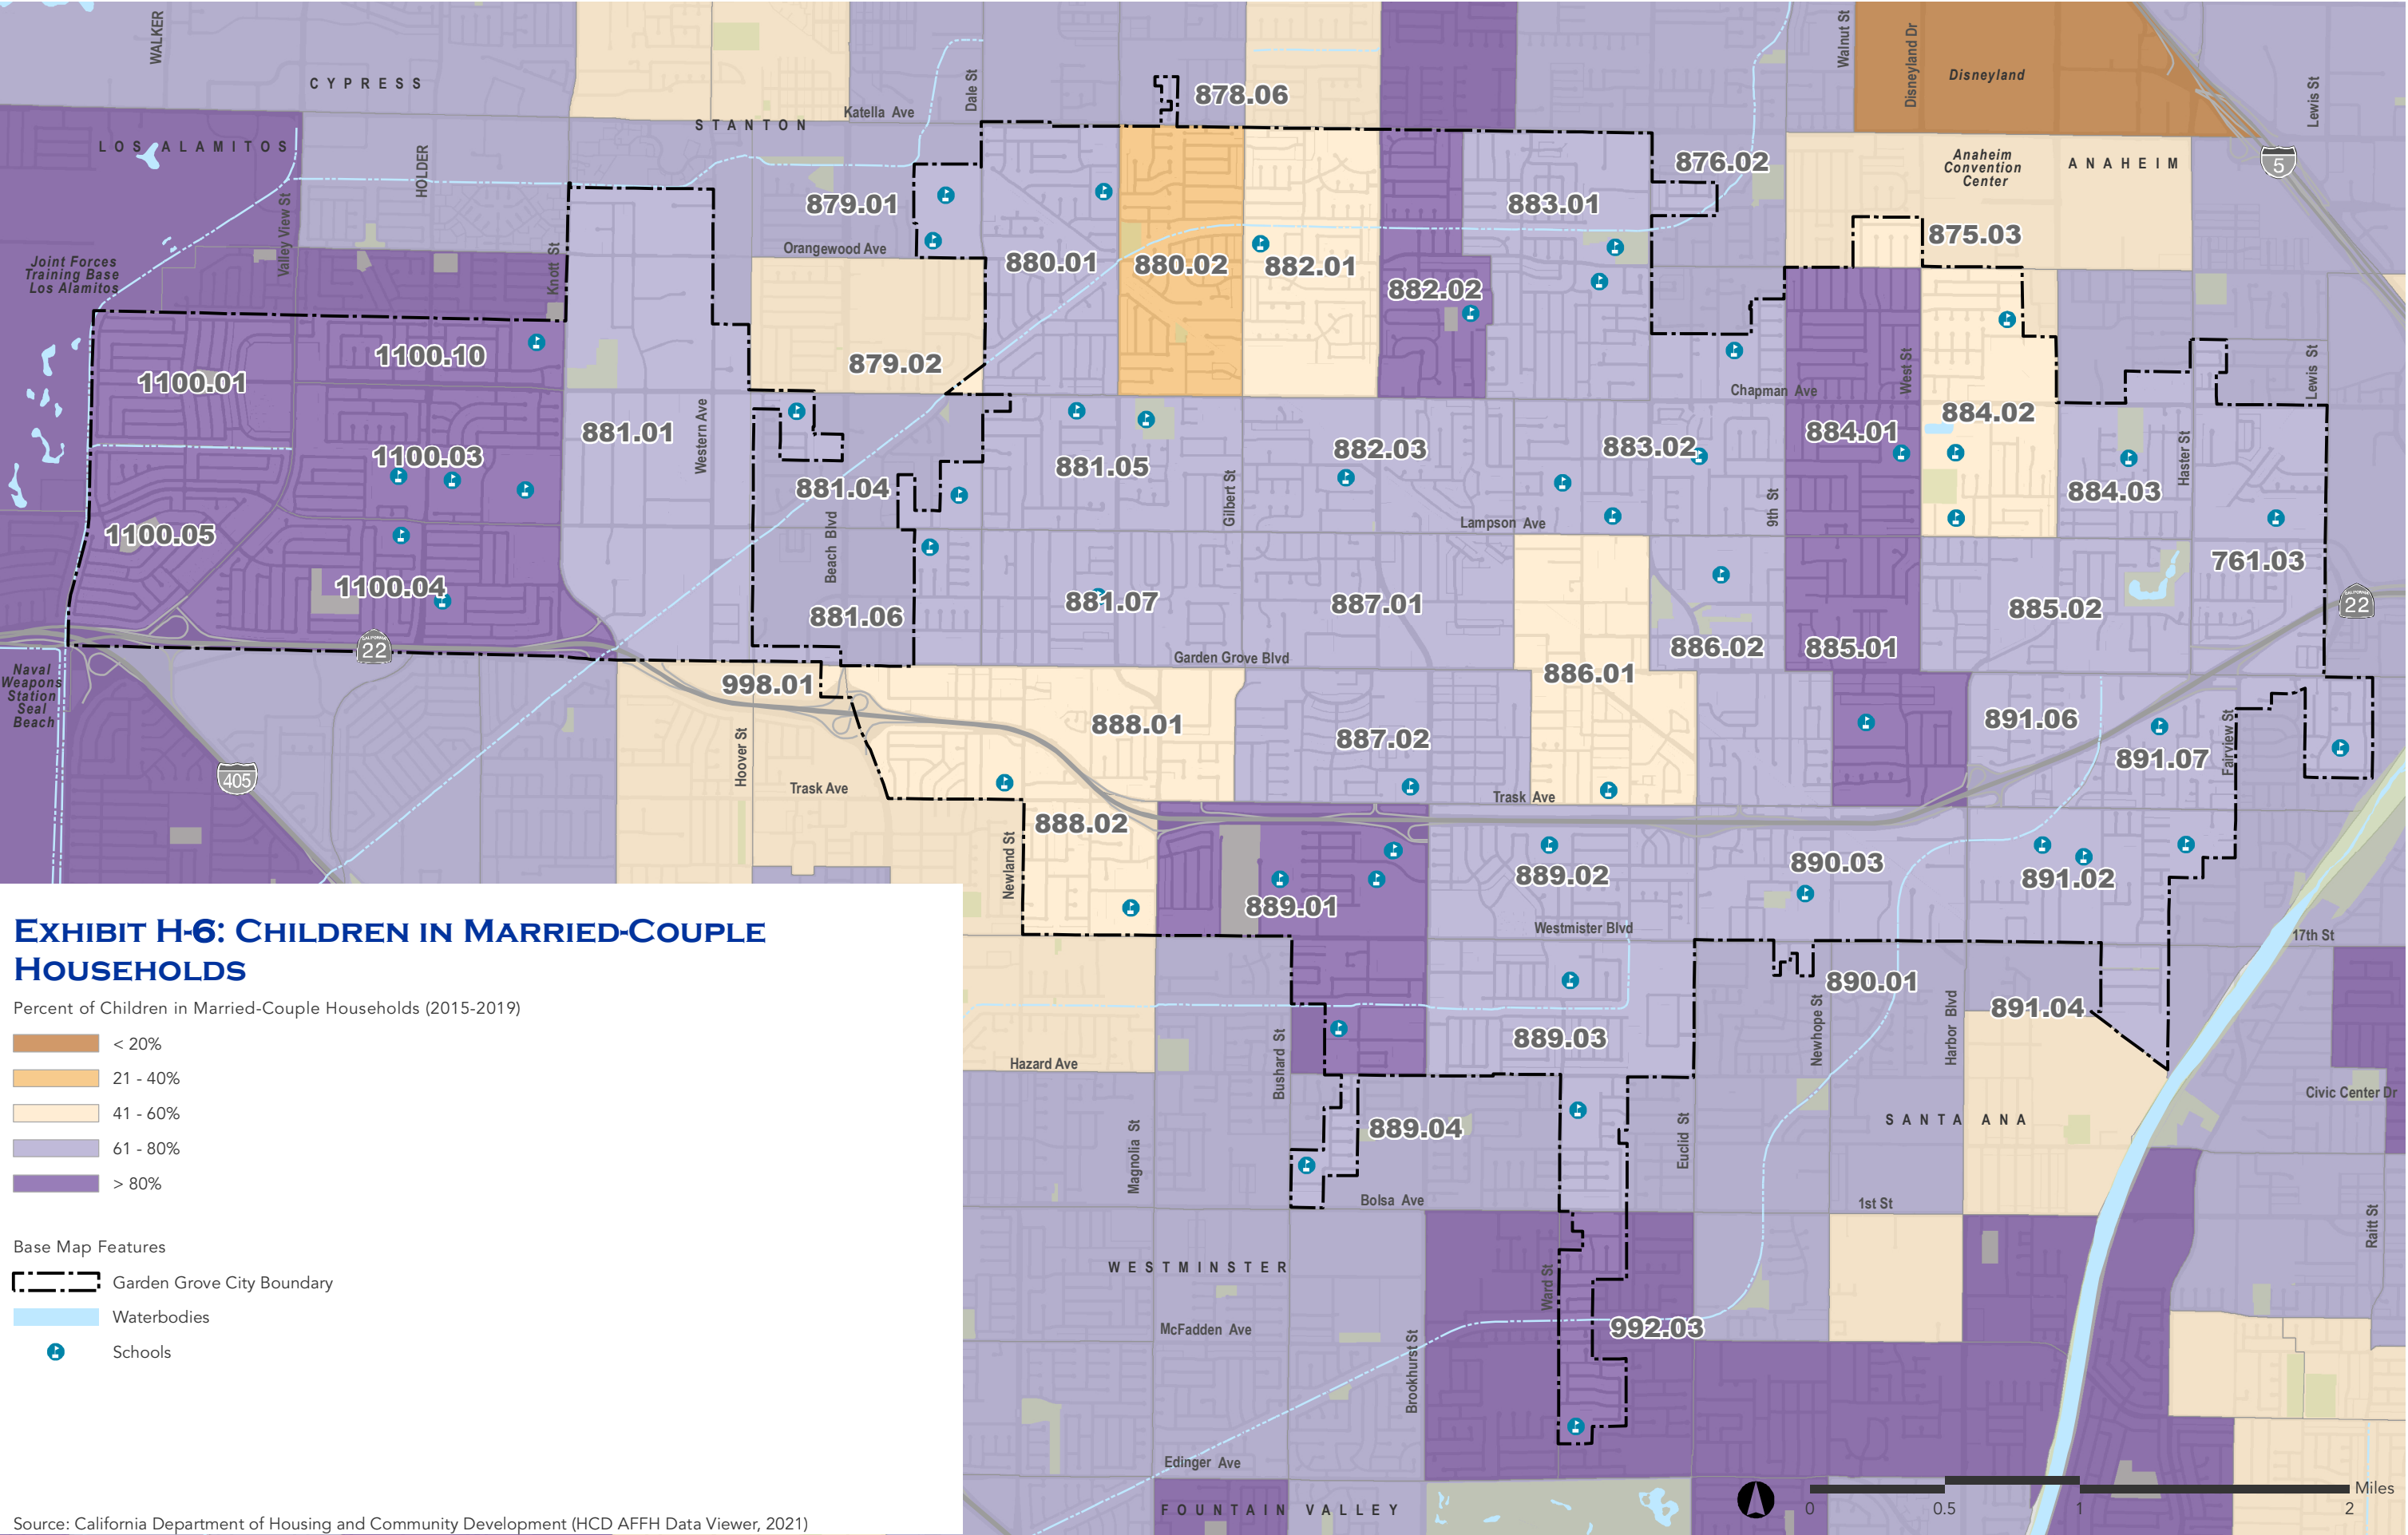 WALKER
CYPRESS
STANTON
Katella Ave
Dale St
878.06
Walnut St
Disneyland Dr
Disneyland
Lewis St
5
LOS ALAMITOS
HOLDER
Valley View St
Knott St
879.01
Orangewood Ave
876.02
883.01
Anaheim
Convention
Center
ANAHEIM
875.03
Joint Forces
Training Base
Los Alamitos
880.01
880.02
882.01
882.02
1100.10
1100.01
879.02
Chapman Ave
West St
Lewis St
881.01
Western Ave
884.01
884.02
1100.03
881.04
881.05
Gilbert St
882.03
883.02
9th St
884.03
Haster St
Lampson Ave
1100.05
Beach Blvd
761.03
1100.04
881.06
881.07
887.01
885.02
22
22
886.02
885.01
Garden Grove Blvd
886.01
Naval
Weapons
Station
Seal
Beach
998.01
888.01
887.02
891.06
Fairview St
891.07
405
Hoover St
Trask Ave
Trask Ave
888.02
Newland St
889.01
889.02
890.03
891.02
Westmister Blvd
17th St
890.01
891.04
Newhope St
Harbor Blvd
889.03
Hazard Ave
Bushard St
Magnolia St
889.04
Euclid St
SANTA ANA
Civic Center Dr
Bolsa Ave
1st St
Raitt St
WESTMINSTER
Ward St
McFadden Ave
992.03
Brookhurst St
Edinger Ave
FOUNTAIN VALLEY
0 0.5 1 2
Miles
Exhibit H-6: Children in Married-Couple
Households
Percent of Children in Married-Couple Households (2015-2019)
< 20%
21 - 40%
41 - 60%
61 - 80%
> 80%
Base Map Features
Garden Grove City Boundary
Waterbodies
Schools
Source: California Department of Housing and Community Development (HCD AFFH Data Viewer, 2021)